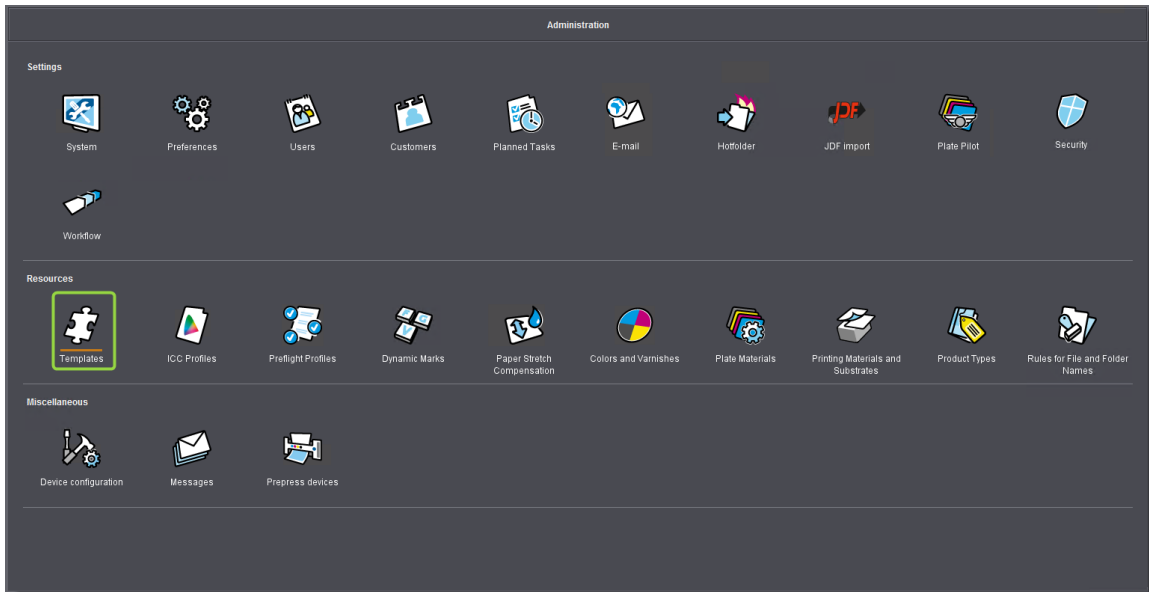 Administration
Settings
System
Preferences
Users
Customers
Planned Tasks
E-mail
Hotfolder
JDF
JDF import
Plate Pilot
Security
Workflow
Resources
Templates
ICC Profiles
Preflight Profiles
F G
V
Dynamic Marks
Paper Stretch
Compensation
Colors and Varnishes
Plate Materials
Printing Materials and
Substrates
Product Types
Rules for File and Folder
Names
Miscellaneous
Device configuration
Messages
Prepress devices